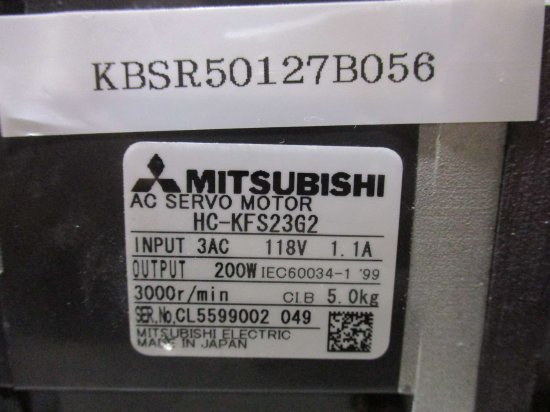 KBSR50127B056
MITSUBISHI
AC SERVO MOTOR
HC-KFS23G2
INPUT 3AC 118V 1.1A
OUTPUT 200W IEC60034-1 '99
3000r/min CI.B 5.0kg
SER.No.CL5599002 049
MITSUBISHI ELECTRIC
MADE IN JAPAN